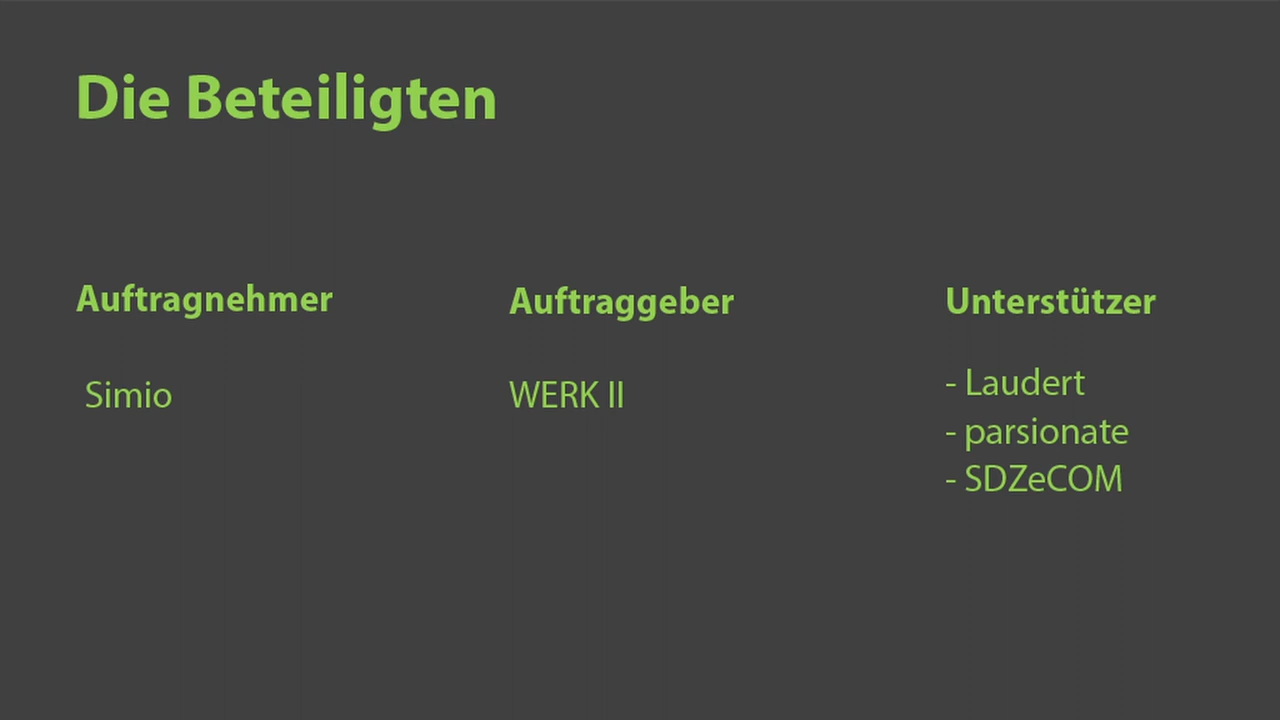 Die Beteiligten
Auftragnehmer
Simio
Auftraggeber
WERK II
Unterstützer
- Laudert
- parsionate
- SDZeCOM